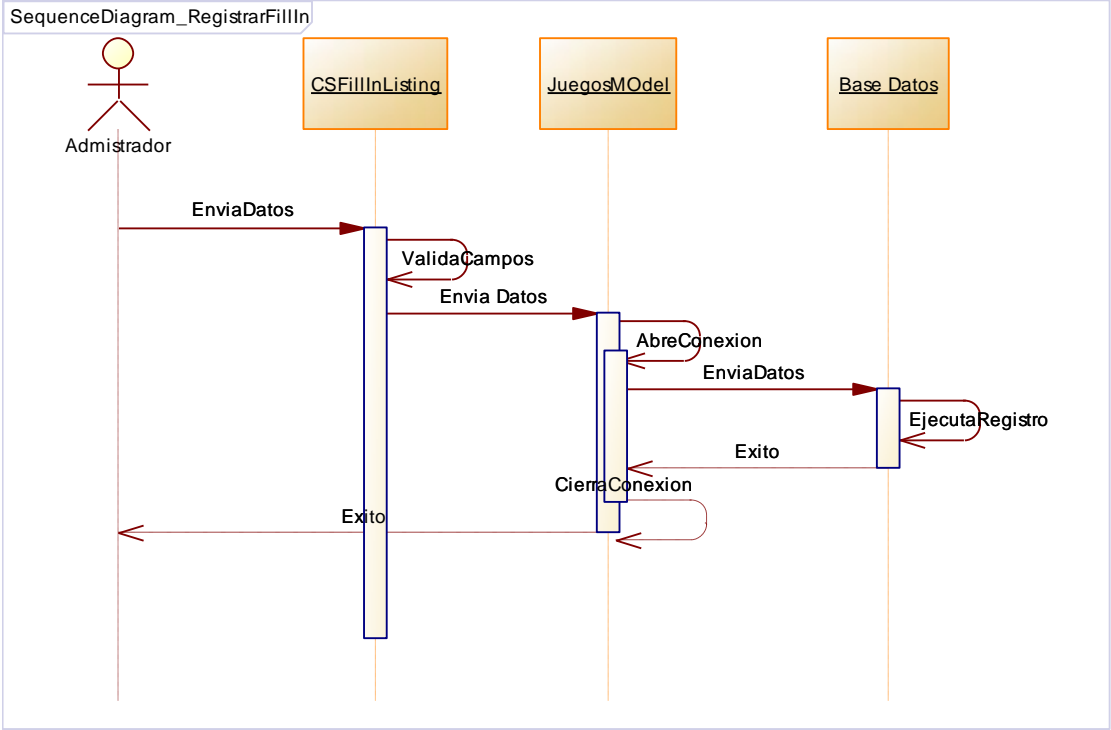 SequenceDiagram_RegistrarFillIn
CSFillInListing
JuegosMOdel
Base Datos
Admistrador
EnviaDatos
ValidaCampos
Envia Datos
AbreConexion
EnviaDatos
EjecutaRegistro
Exito
CierraConexion
Exito